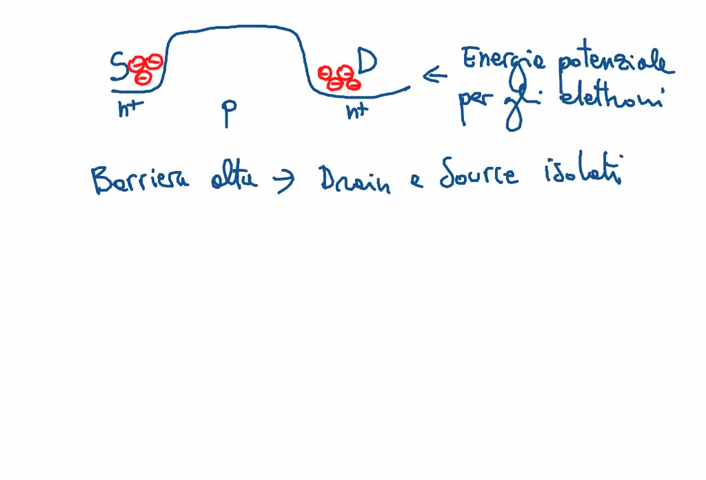 S D ← Energia potenziale
n+ p n+ per gli elettroni
Barriera alta → Drain e Source isolati